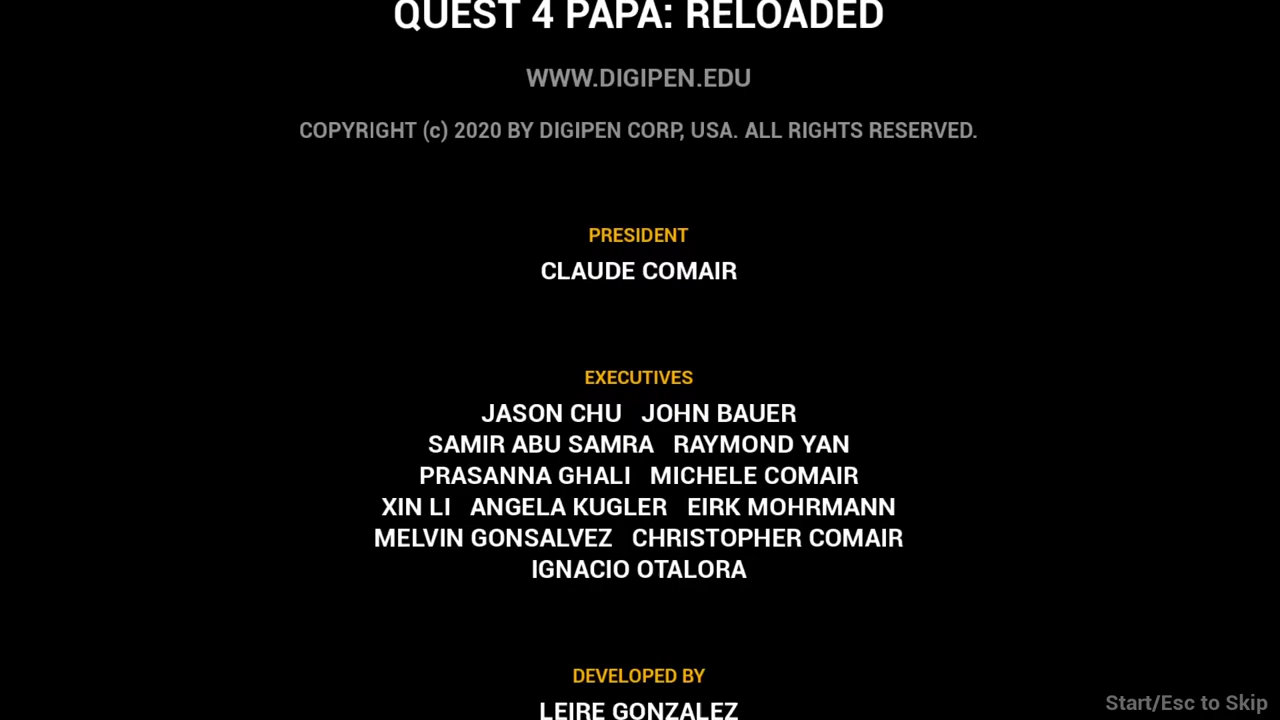 QUEST 4 PAPA: RELOADED
WWW.DIGIPEN.EDU
COPYRIGHT (c) 2020 BY DIGIPEN CORP, USA. ALL RIGHTS RESERVED.
PRESIDENT
CLAUDE COMAIR
EXECUTIVES
JASON CHU JOHN BAUER
SAMIR ABU SAMRA RAYMOND YAN
PRASANNA GHALI MICHELE COMAIR
XIN LI ANGELA KUGLER EIRK MOHRMANN
MELVIN GONSALVEZ CHRISTOPHER COMAIR
IGNACIO OTALORA
DEVELOPED BY
LEIRE GONZALEZ
Start/Esc to Skip